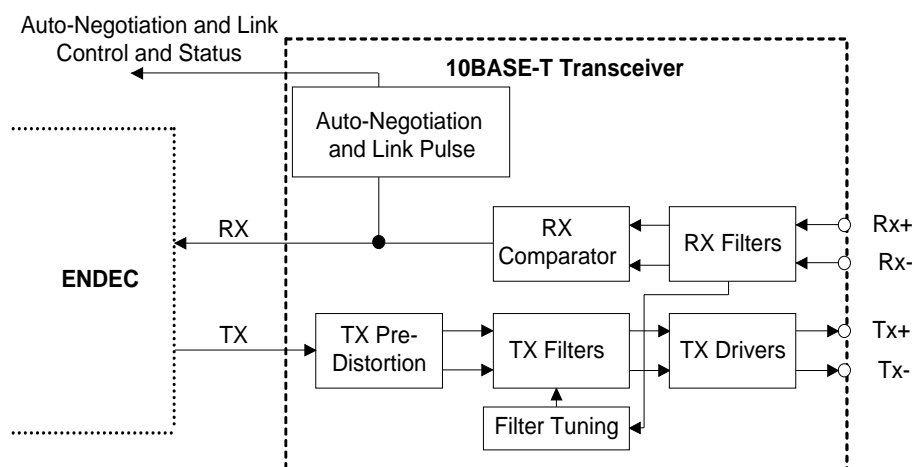 Auto-Negotiation and Link
Control and Status
10BASE-T Transceiver
Auto-Negotiation
and Link Pulse
RX
RX
Comparator
RX Filters
Rx+
Rx-
ENDEC
TX
TX Pre-
Distortion
TX Filters
TX Drivers
Tx+
Tx-
Filter Tuning